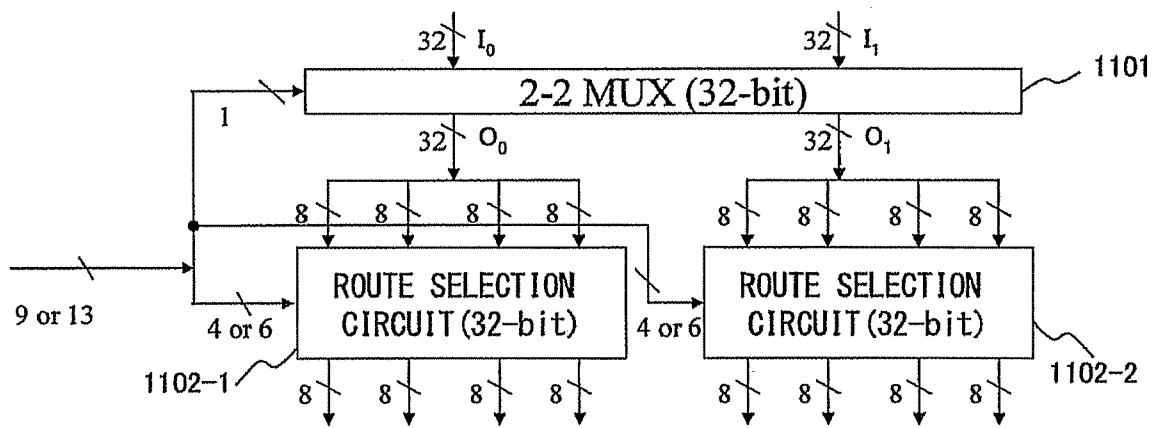 32 I0 32 I1
1101
2-2 MUX (32-bit)
1
32 O0 32 O1
8 8 8 8 8 8 8 8
9 or 13
ROUTE SELECTION
CIRCUIT(32-bit)
4 or 6
ROUTE SELECTION
CIRCUIT(32-bit)
4 or 6
1102-1
1102-2
8 8 8 8 8 8 8 8